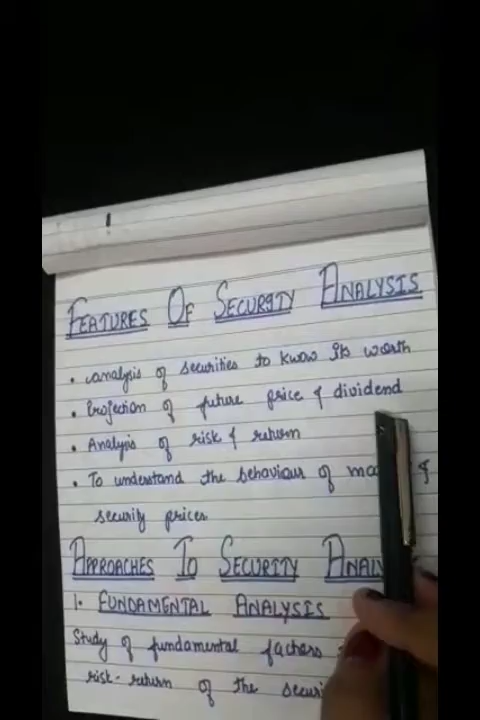 FEATURES OF SECURITY ANALYSIS
• Analysis of securities to know its worth
• Projection of future price & dividend
• Analysis of risk & return
• To understand the behaviour of &
security prices
APPROACHES TO SECURITY
1. FUNDAMENTAL ANALYSIS
Study of fundamental factors
risk-return of the